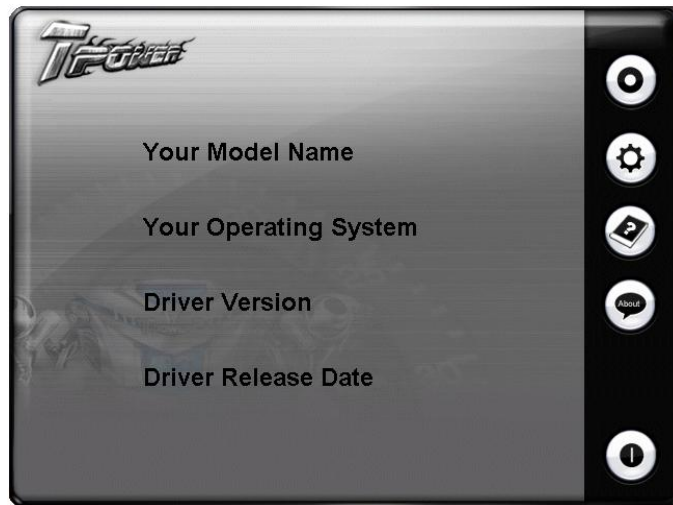 TPOWER
Your Model Name
Your Operating System
?
About
Driver Version
Driver Release Date